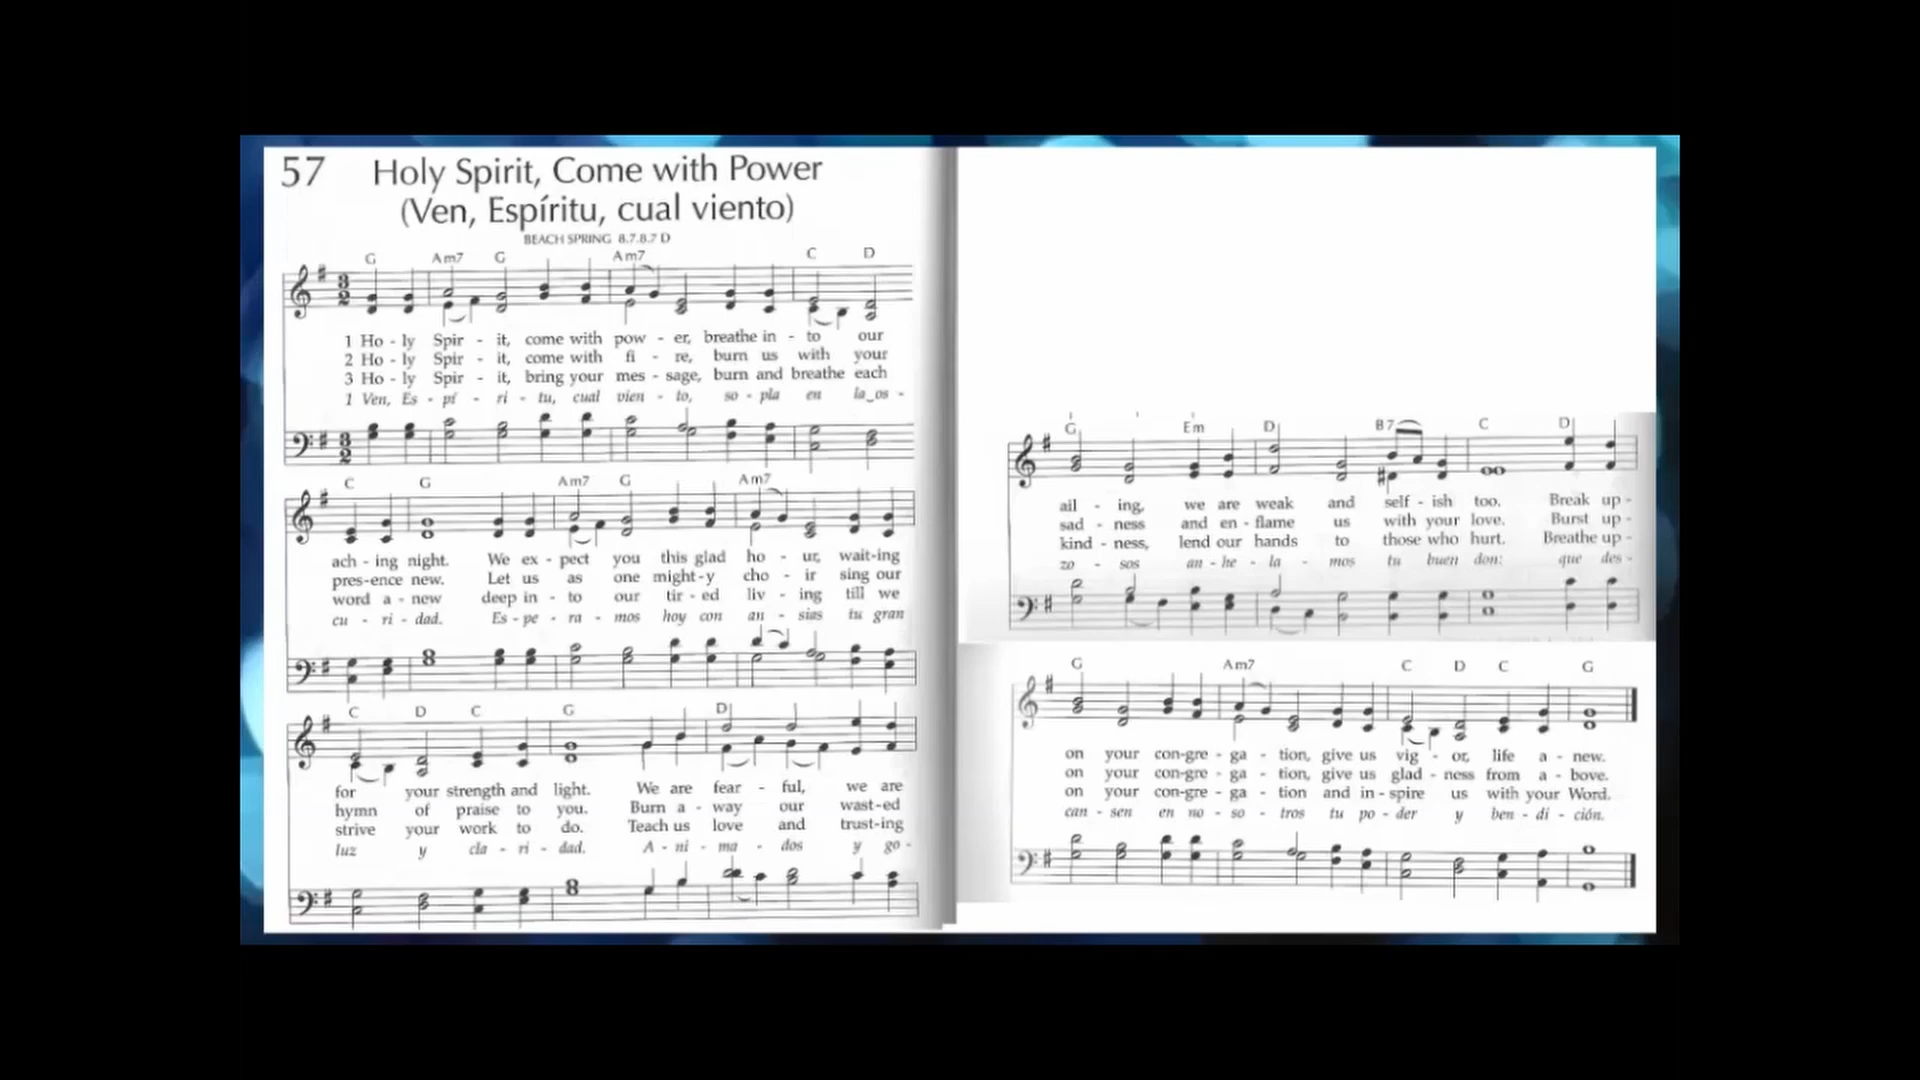 57 Holy Spirit, Come with Power
(Ven, Espíritu, cual viento)
BEACH SPRING 8.7.8.7 D
G Am7 G Am7 C D
1 Ho - ly Spir - it, come with pow - er, breathe in - to our
2 Ho - ly Spir - it, come with fi - re, burn us with your
3 Ho - ly Spir - it, bring your mes - sage, burn and breathe each
1 Ven, Es - pí - ri - tu, cual vien - to, so - pla en la_os -
C G Am7 G Am7
ach - ing night. We ex - pect you this glad ho - ur, wait-ing
pres-ence new. Let us as one might-y cho - ir sing our
word a - new deep in - to our tir - ed liv - ing till we
cu - ri - dad. Es - pe - ra - mos hoy con an - sias tu gran
C D C G D
for your strength and light. We are fear - ful, we are
hymn of praise to you. Burn a - way our wast-ed
strive your work to do. Teach us love and trust-ing
luz y cla - ri - dad. A - ni - ma - dos y go -
G Em D B7 C D
ail - ing, we are weak and self - ish too. Break up -
sad - ness and en - flame us with your love. Burst up -
kind - ness, lend our hands to those who hurt. Breathe up -
zo - sos an - he - la - mos tu buen don: que des -
G Am7 C D C G
on your con-gre - ga - tion, give us vig - or, life a - new.
on your con-gre - ga - tion, give us glad - ness from a - bove.
on your con-gre - ga - tion and in - spire us with your Word.
can - sen en no - so - tros tu po - der y ben - di - ción.